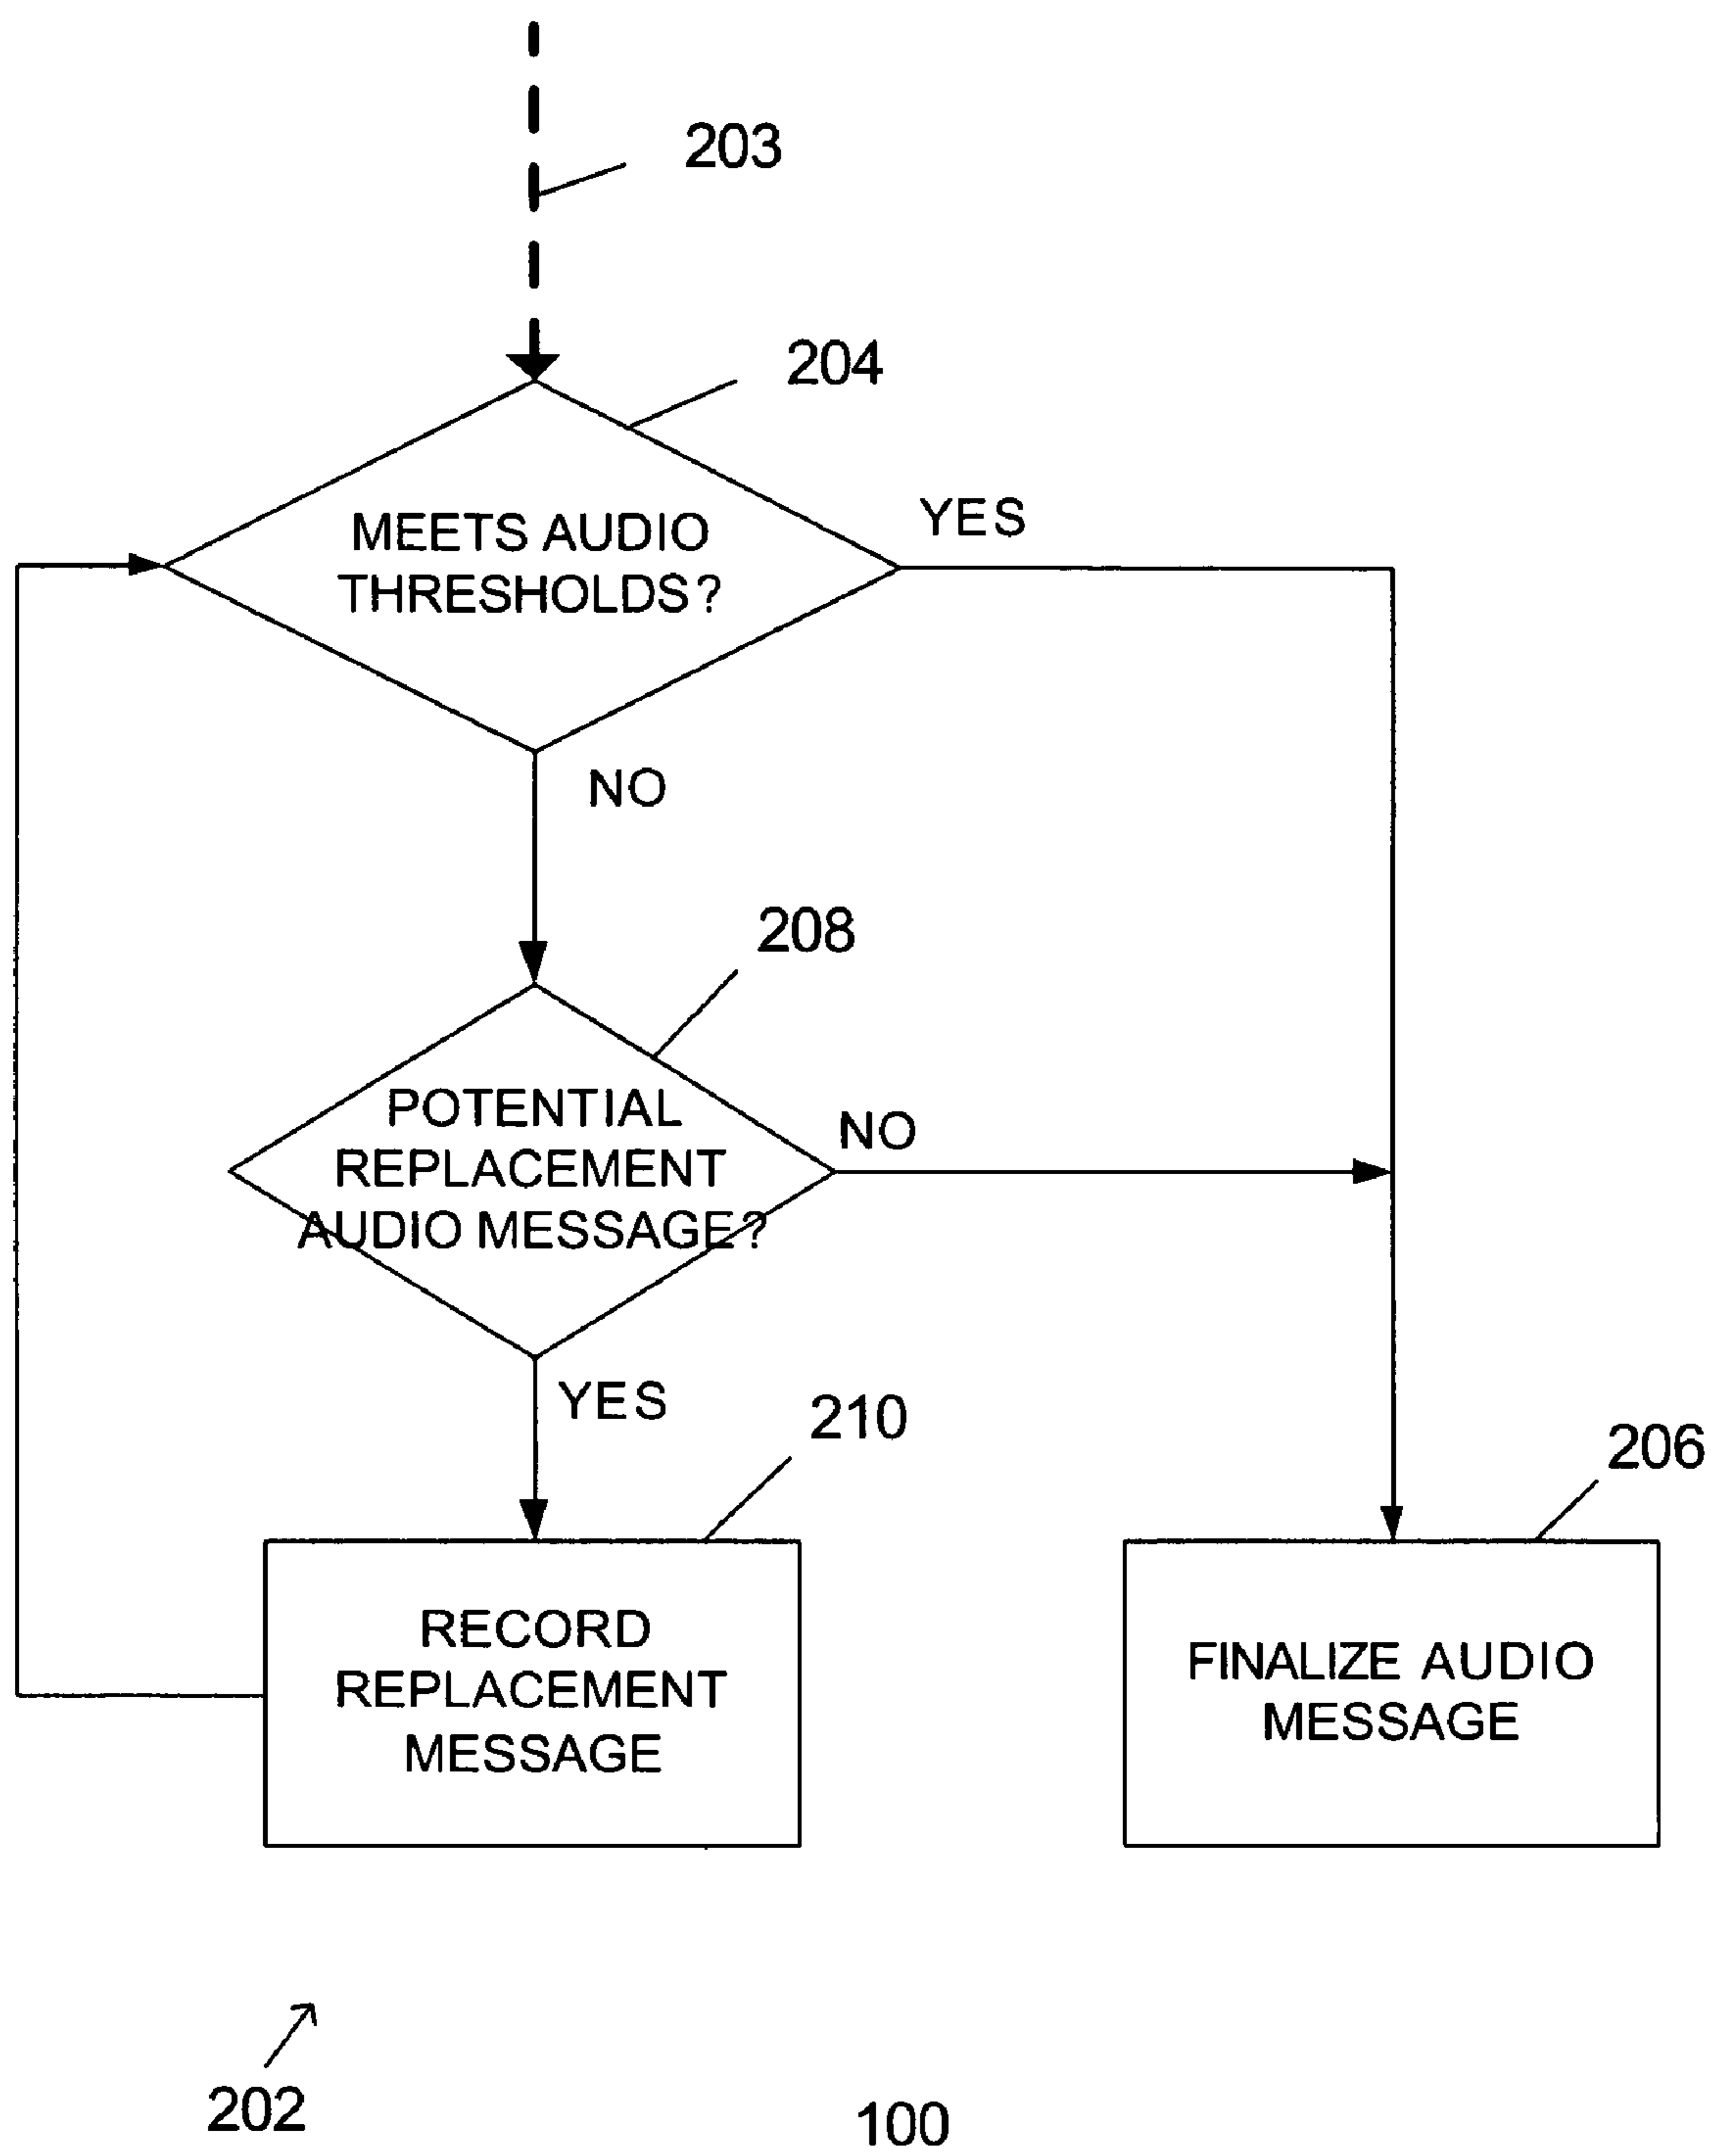 203
204
MEETS AUDIO
THRESHOLDS?
YES
NO
208
POTENTIAL
REPLACEMENT
AUDIO MESSAGE?
NO
YES
210
206
RECORD
REPLACEMENT
MESSAGE
FINALIZE AUDIO
MESSAGE
202
100